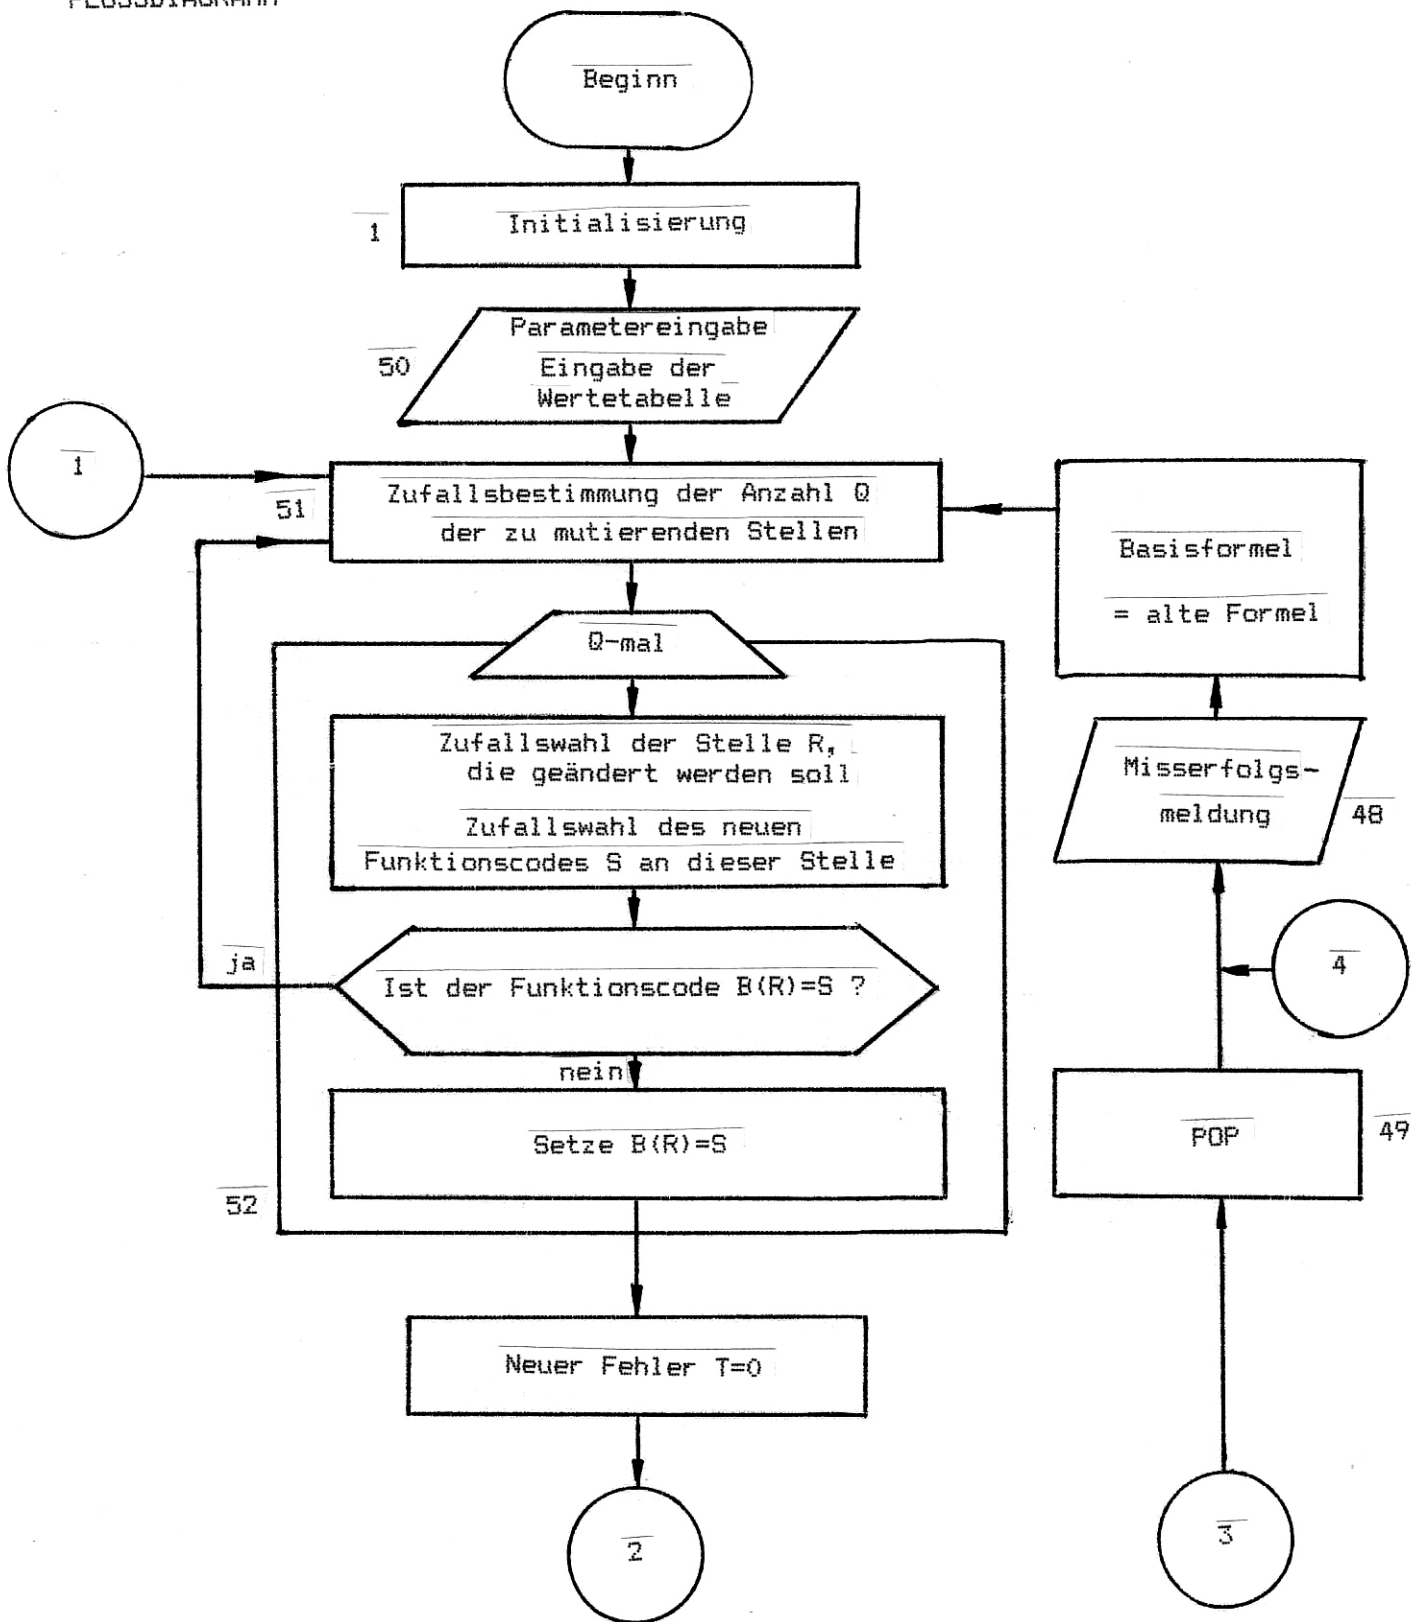 FLUSSDIAGRAMM
Beginn
1
Initialisierung
50
Parametereingabe
Eingabe der
Wertetabelle
1
51
Zufallsbestimmung der Anzahl Q
der zu mutierenden Stellen
Basisformel
= alte Formel
Q-mal
Zufallswahl der Stelle R,
die geändert werden soll
Zufallswahl des neuen
Funktionscodes S an dieser Stelle
Misserfolgs-
meldung
48
ja
Ist der Funktionscode B(R)=S ?
4
nein
Setze B(R)=S
52
POP
49
Neuer Fehler T=0
2
3